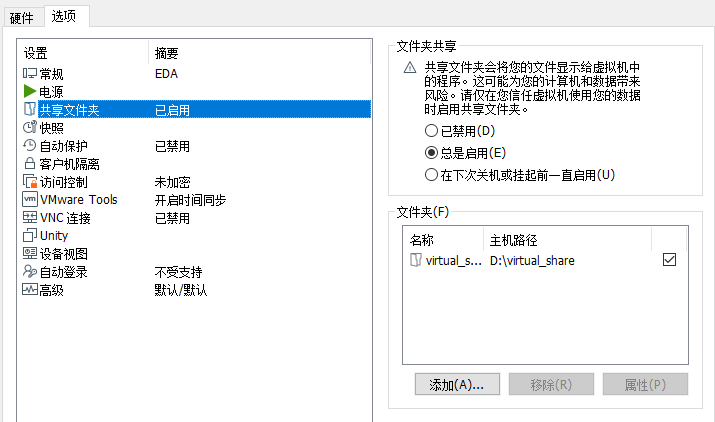 硬件 选项
设置 摘要
常规 EDA
电源
共享文件夹 已启用
快照
自动保护 已禁用
客户机隔离
访问控制 未加密
VMware Tools 开启时间同步
VNC 连接 已禁用
Unity
设备视图
自动登录 不受支持
高级 默认/默认
文件夹共享
共享文件夹会将您的文件显示给虚拟机中
的程序。这可能为您的计算机和数据带来
风险。请仅在您信任虚拟机使用您的数据
时启用共享文件夹。
已禁用(D)
总是启用(E)
在下次关机或挂起前一直启用(U)
文件夹(F)
名称 主机路径
virtual_s... D:\virtual_share
添加(A)... 移除(R) 属性(P)